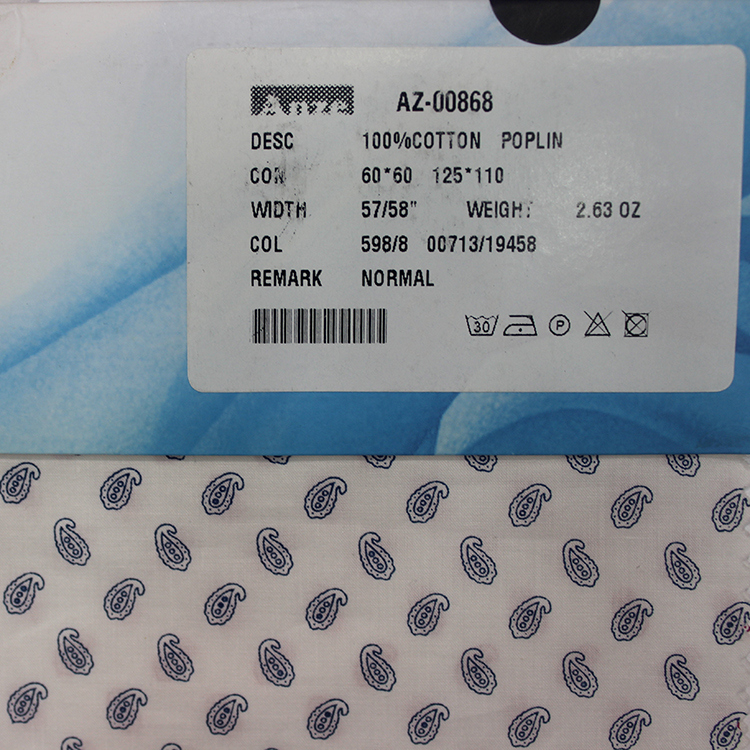 Anze AZ-00868
DESC 100%COTTON POPLIN
CON 60*60 125*110
WIDTH 57/58" WEIGHT 2.63 OZ
COL 598/8 00713/19458
REMARK NORMAL
30 P